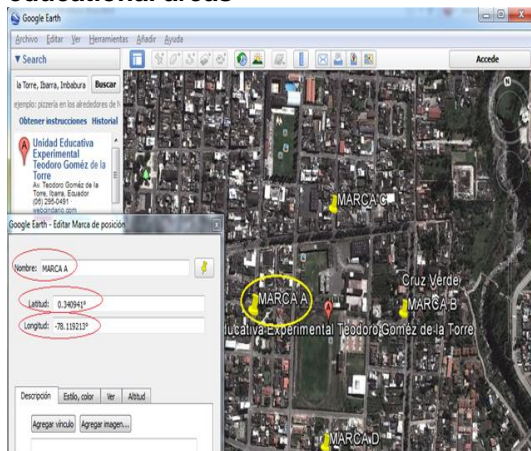 educational areas
Google Earth
Archivo Editar Ver Herramientas Añadir Ayuda
▼ Search
Accede
la Torre, Ibarra, Imbabura Buscar
ejemplo: pizzería en los alrededores de N
Obtener instrucciones Historial
A
Unidad Educativa
Experimental
Teodoro Goméz de la
Torre
Av. Teodoro Goméz de la
Torre, Ibarra, Ecuador
(06) 295-0491
Google Earth - Editar Marca de posición
Nombre: MARCA A
Latitud: 0.340941°
Longitud: -78.119213°
Descripción Estilo, color Ver Altitud
Agregar vínculo Agregar imagen...
N
MARCA C
Cruz Verde
MARCA A
MARCA B
ducativa Experimental Teodoro Goméz de la Torre
MARCA D